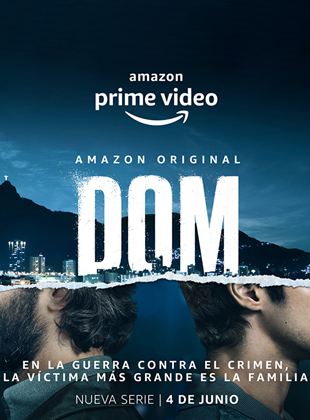 amazon
prime video
AMAZON ORIGINAL
DOM
EN LA GUERRA CONTRA EL CRIMEN,
LA VÍCTIMA MÁS GRANDE ES LA FAMILIA
NUEVA SERIE | 4 DE JUNIO